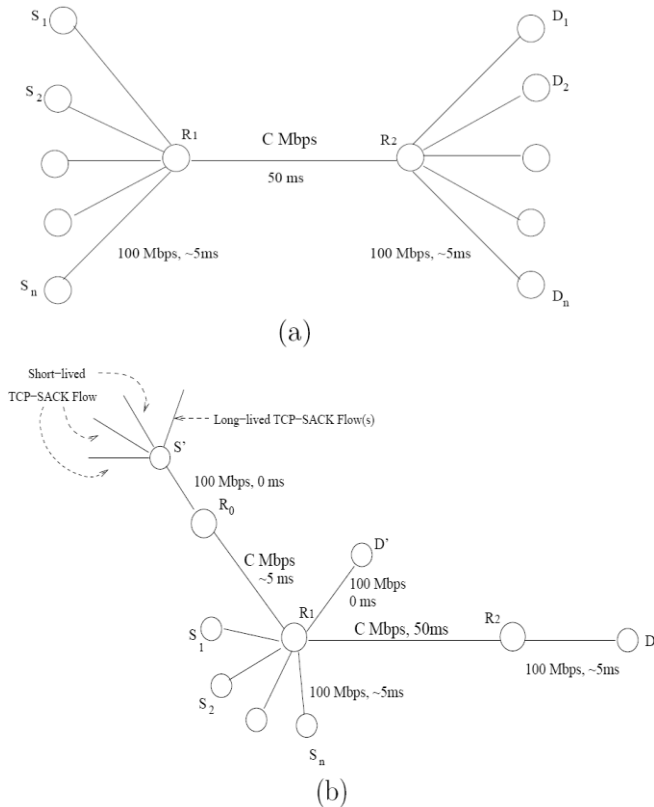 S1
D1
S2
D2
R1
C Mbps
R2
50 ms
100 Mbps, ~5ms
100 Mbps, ~5ms
Sn
Dn
(a)
Short-lived
TCP-SACK Flow
Long-lived TCP-SACK Flow(s)
S'
100 Mbps, 0 ms
R0
C Mbps
~5 ms
D'
100 Mbps
0 ms
R1
R2
C Mbps, 50ms
S1
D
100 Mbps, ~5ms
100 Mbps, ~5ms
S2
Sn
(b)